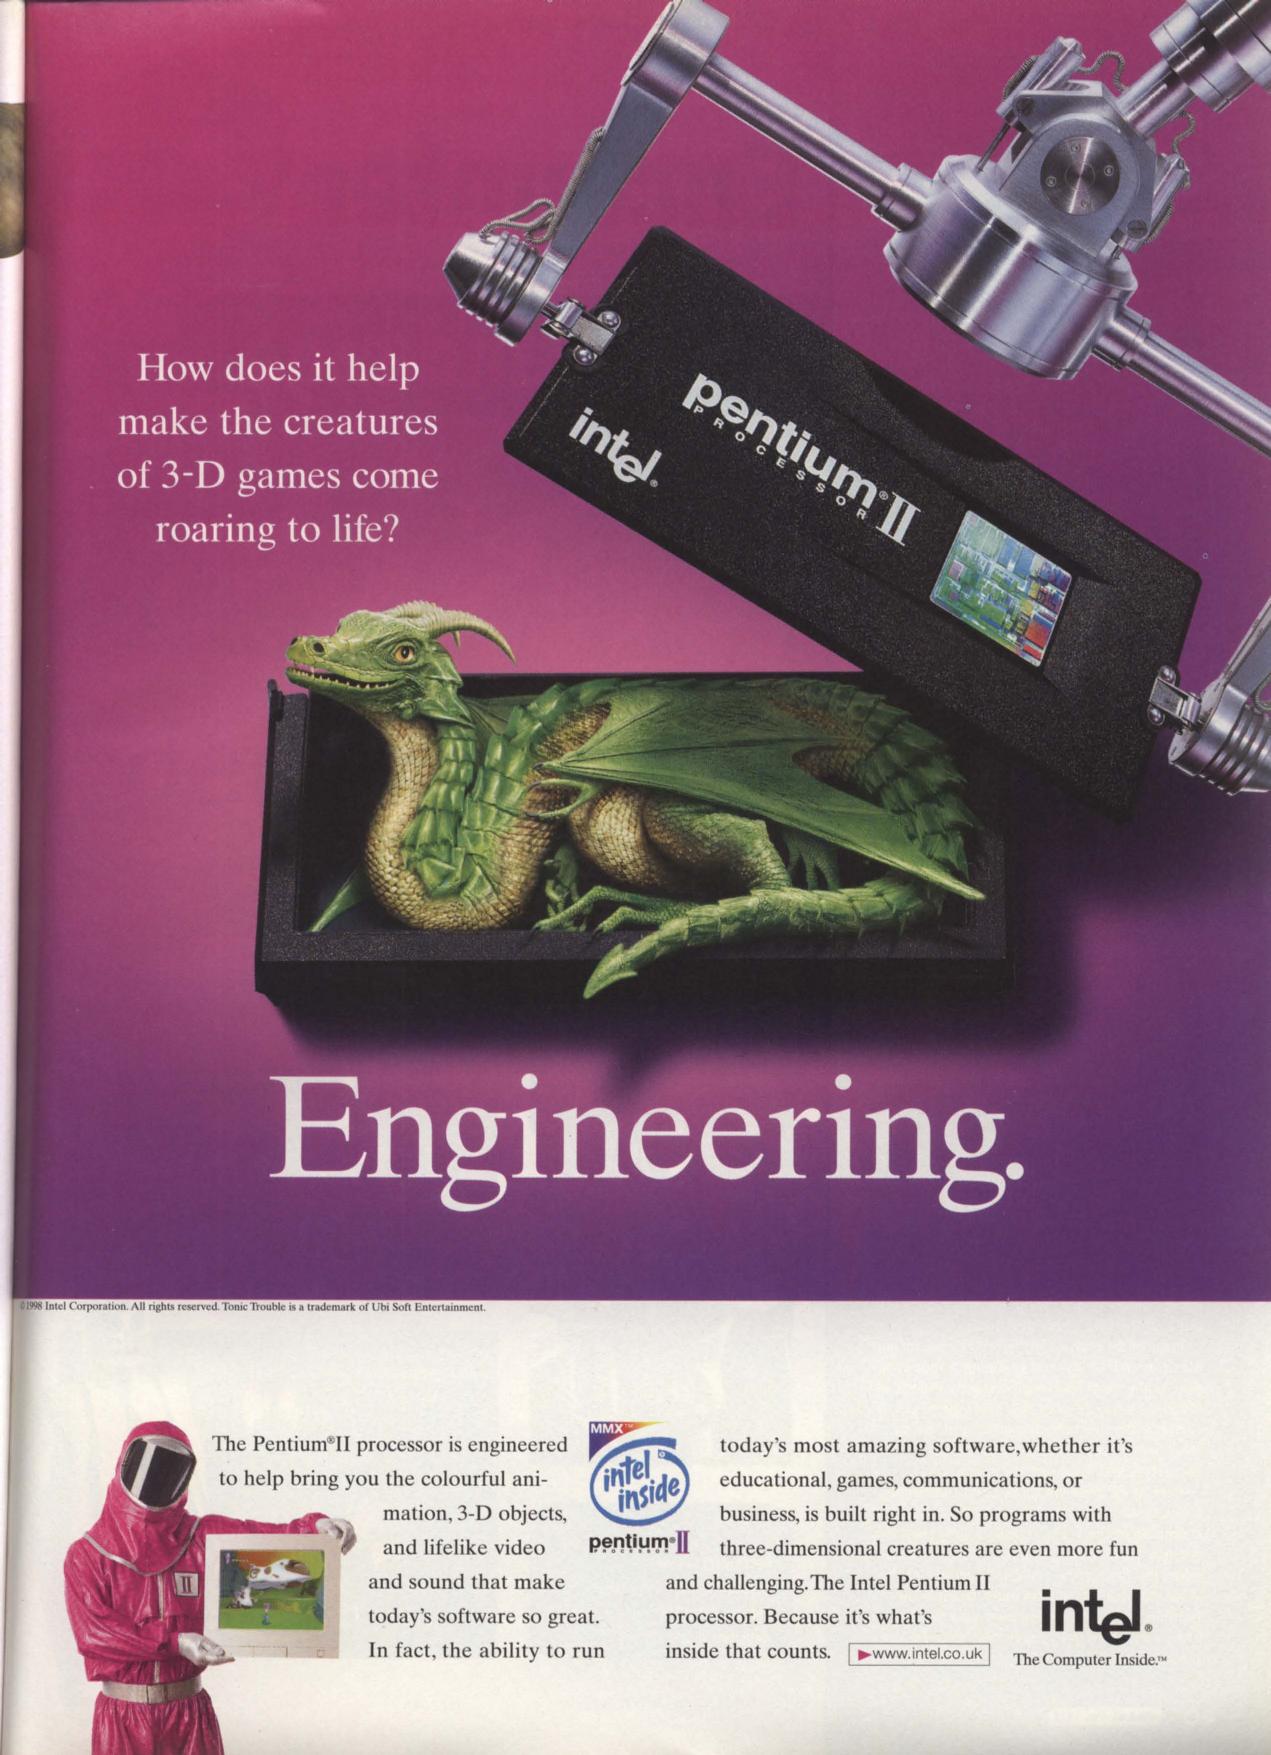 How does it help
make the creatures
of 3-D games come
roaring to life?
intel®
pentium® II
PROCESSOR
Engineering.
©1998 Intel Corporation. All rights reserved. Tonic Trouble is a trademark of Ubi Soft Entertainment.
The Pentium® II processor is engineered
to help bring you the colourful ani-
mation, 3-D objects,
and lifelike video
and sound that make
today's software so great.
In fact, the ability to run
II
MMX™
intel®
inside
pentium® II
PROCESSOR
today's most amazing software, whether it's
educational, games, communications, or
business, is built right in. So programs with
three-dimensional creatures are even more fun
and challenging. The Intel Pentium II
processor. Because it's what's
inside that counts.
▶www.intel.co.uk
intel®
The Computer Inside.™